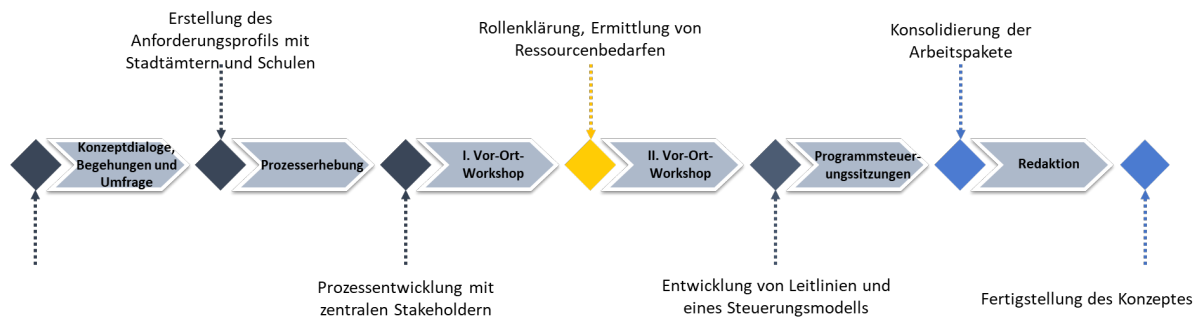 Erstellung des
Anforderungsprofils mit
Stadtämtern und Schulen
Rollenklärung, Ermittlung von
Ressourcenbedarfen
Konsolidierung der
Arbeitspakete
Konzeptdialoge,
Begehungen und
Umfrage
Prozesserhebung
I. Vor-Ort-
Workshop
II. Vor-Ort-
Workshop
Programmsteuer-
ungssitzungen
Redaktion
Prozessentwicklung mit
zentralen Stakeholdern
Entwicklung von Leitlinien und
eines Steuerungsmodells
Fertigstellung des Konzeptes